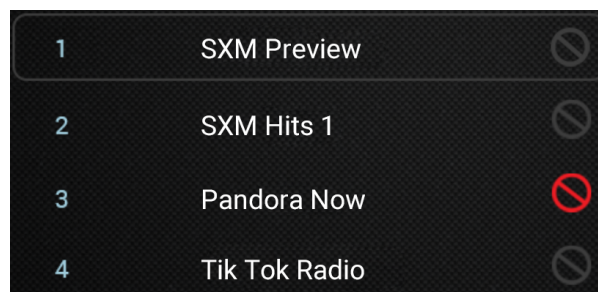 1 SXM Preview
2 SXM Hits 1
3 Pandora Now
4 Tik Tok Radio